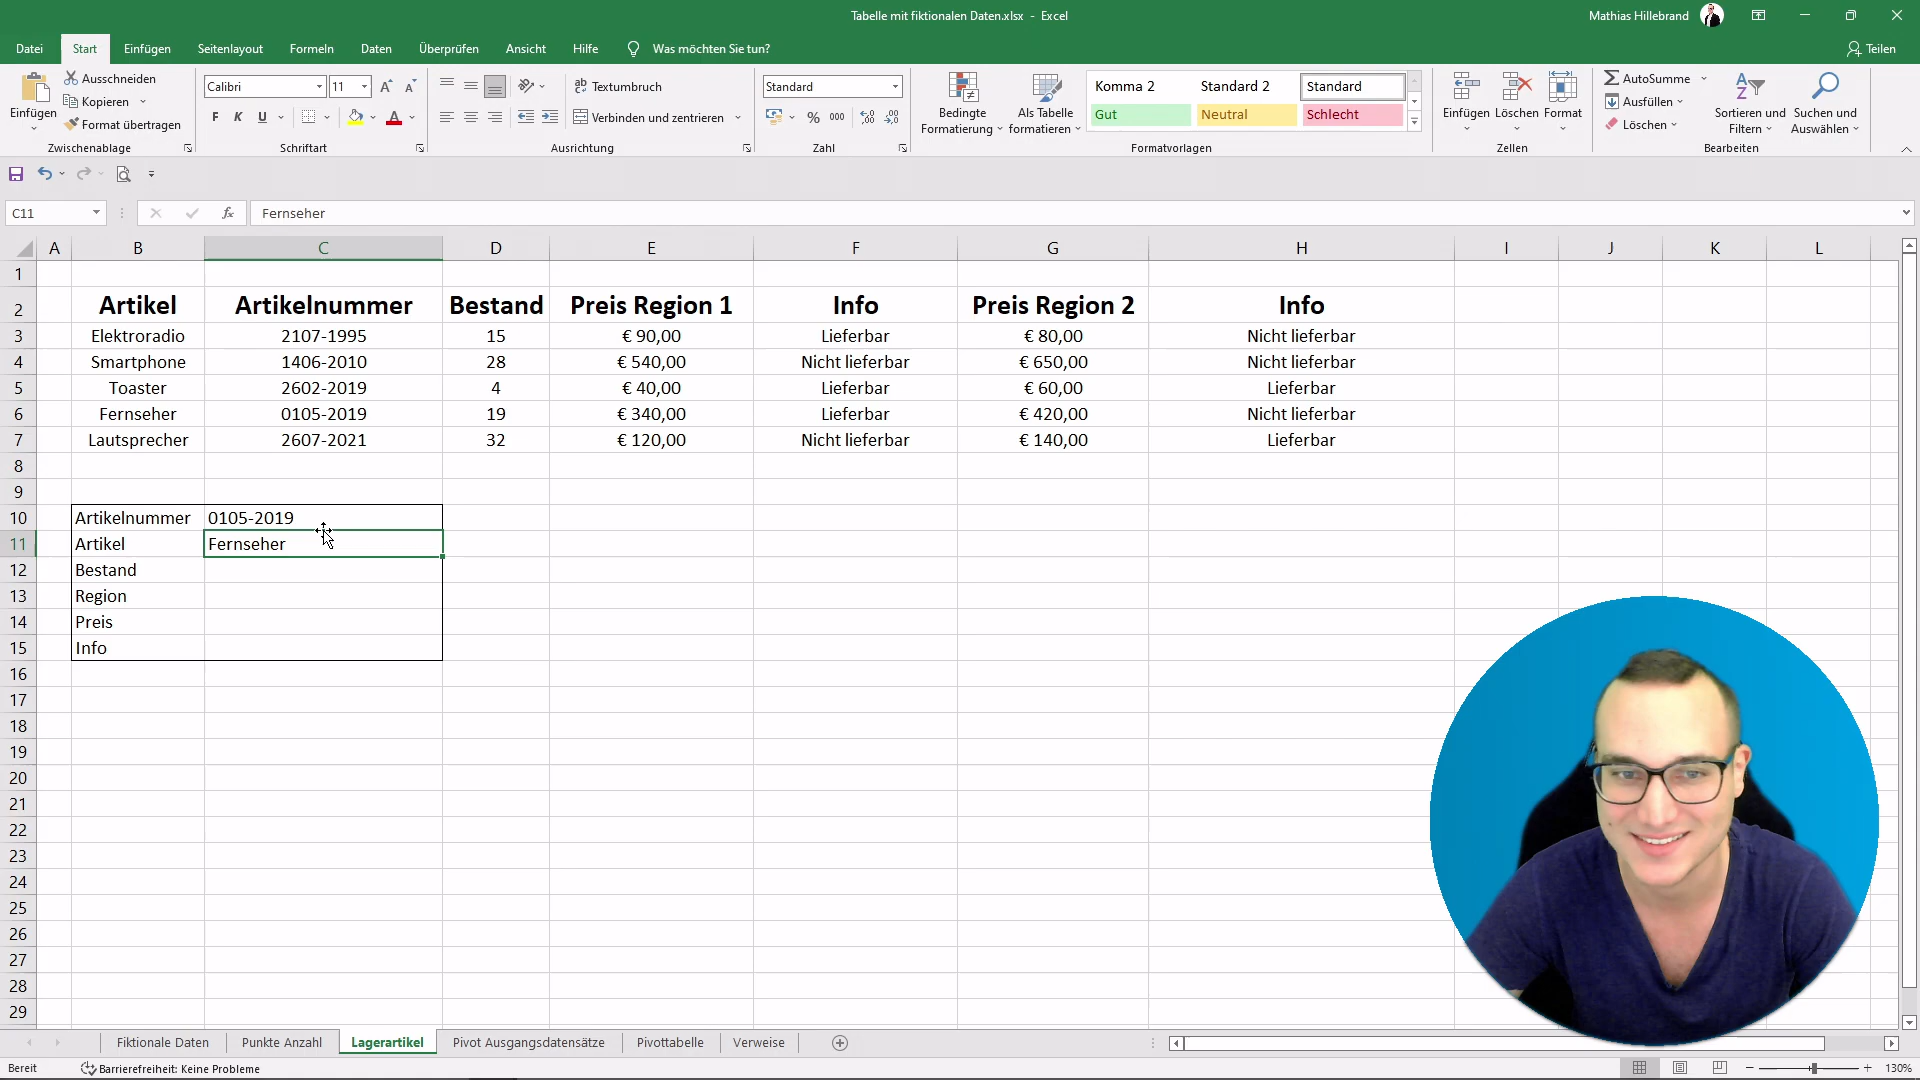 Tabelle mit fiktionalen Daten.xlsx - Excel
Mathias Hillebrand
Datei Start Einfügen Seitenlayout Formeln Daten Überprüfen Ansicht Hilfe Was möchten Sie tun? Teilen
Einfügen
Ausschneiden
Kopieren
Format übertragen
Zwischenablage
Calibri 11
F K U
Schriftart
Textumbruch
Verbinden und zentrieren
Ausrichtung
Standard
% 000
Zahl
Bedingte Formatierung
Als Tabelle formatieren
Komma 2 Standard 2 Standard
Gut Neutral Schlecht
Formatvorlagen
Einfügen Löschen Format
Zellen
AutoSumme
Ausfüllen
Löschen
Sortieren und Filtern
Suchen und Auswählen
Bearbeiten
C11 fx Fernseher
A B C D E F G H I J K L
1
2 Artikel Artikelnummer Bestand Preis Region 1 Info Preis Region 2 Info
3 Elektroradio 2107-1995 15 € 90,00 Lieferbar € 80,00 Nicht lieferbar
4 Smartphone 1406-2010 28 € 540,00 Nicht lieferbar € 650,00 Nicht lieferbar
5 Toaster 2602-2019 4 € 40,00 Lieferbar € 60,00 Lieferbar
6 Fernseher 0105-2019 19 € 340,00 Lieferbar € 420,00 Nicht lieferbar
7 Lautsprecher 2607-2021 32 € 120,00 Nicht lieferbar € 140,00 Lieferbar
8
9
10 Artikelnummer 0105-2019
11 Artikel Fernseher
12 Bestand
13 Region
14 Preis
15 Info
16
17
18
19
20
21
22
23
24
25
26
27
28
29
Fiktionale Daten Punkte Anzahl Lagerartikel Pivot Ausgangsdatensätze Pivottabelle Verweise
Bereit Barrierefreiheit: Keine Probleme 130%